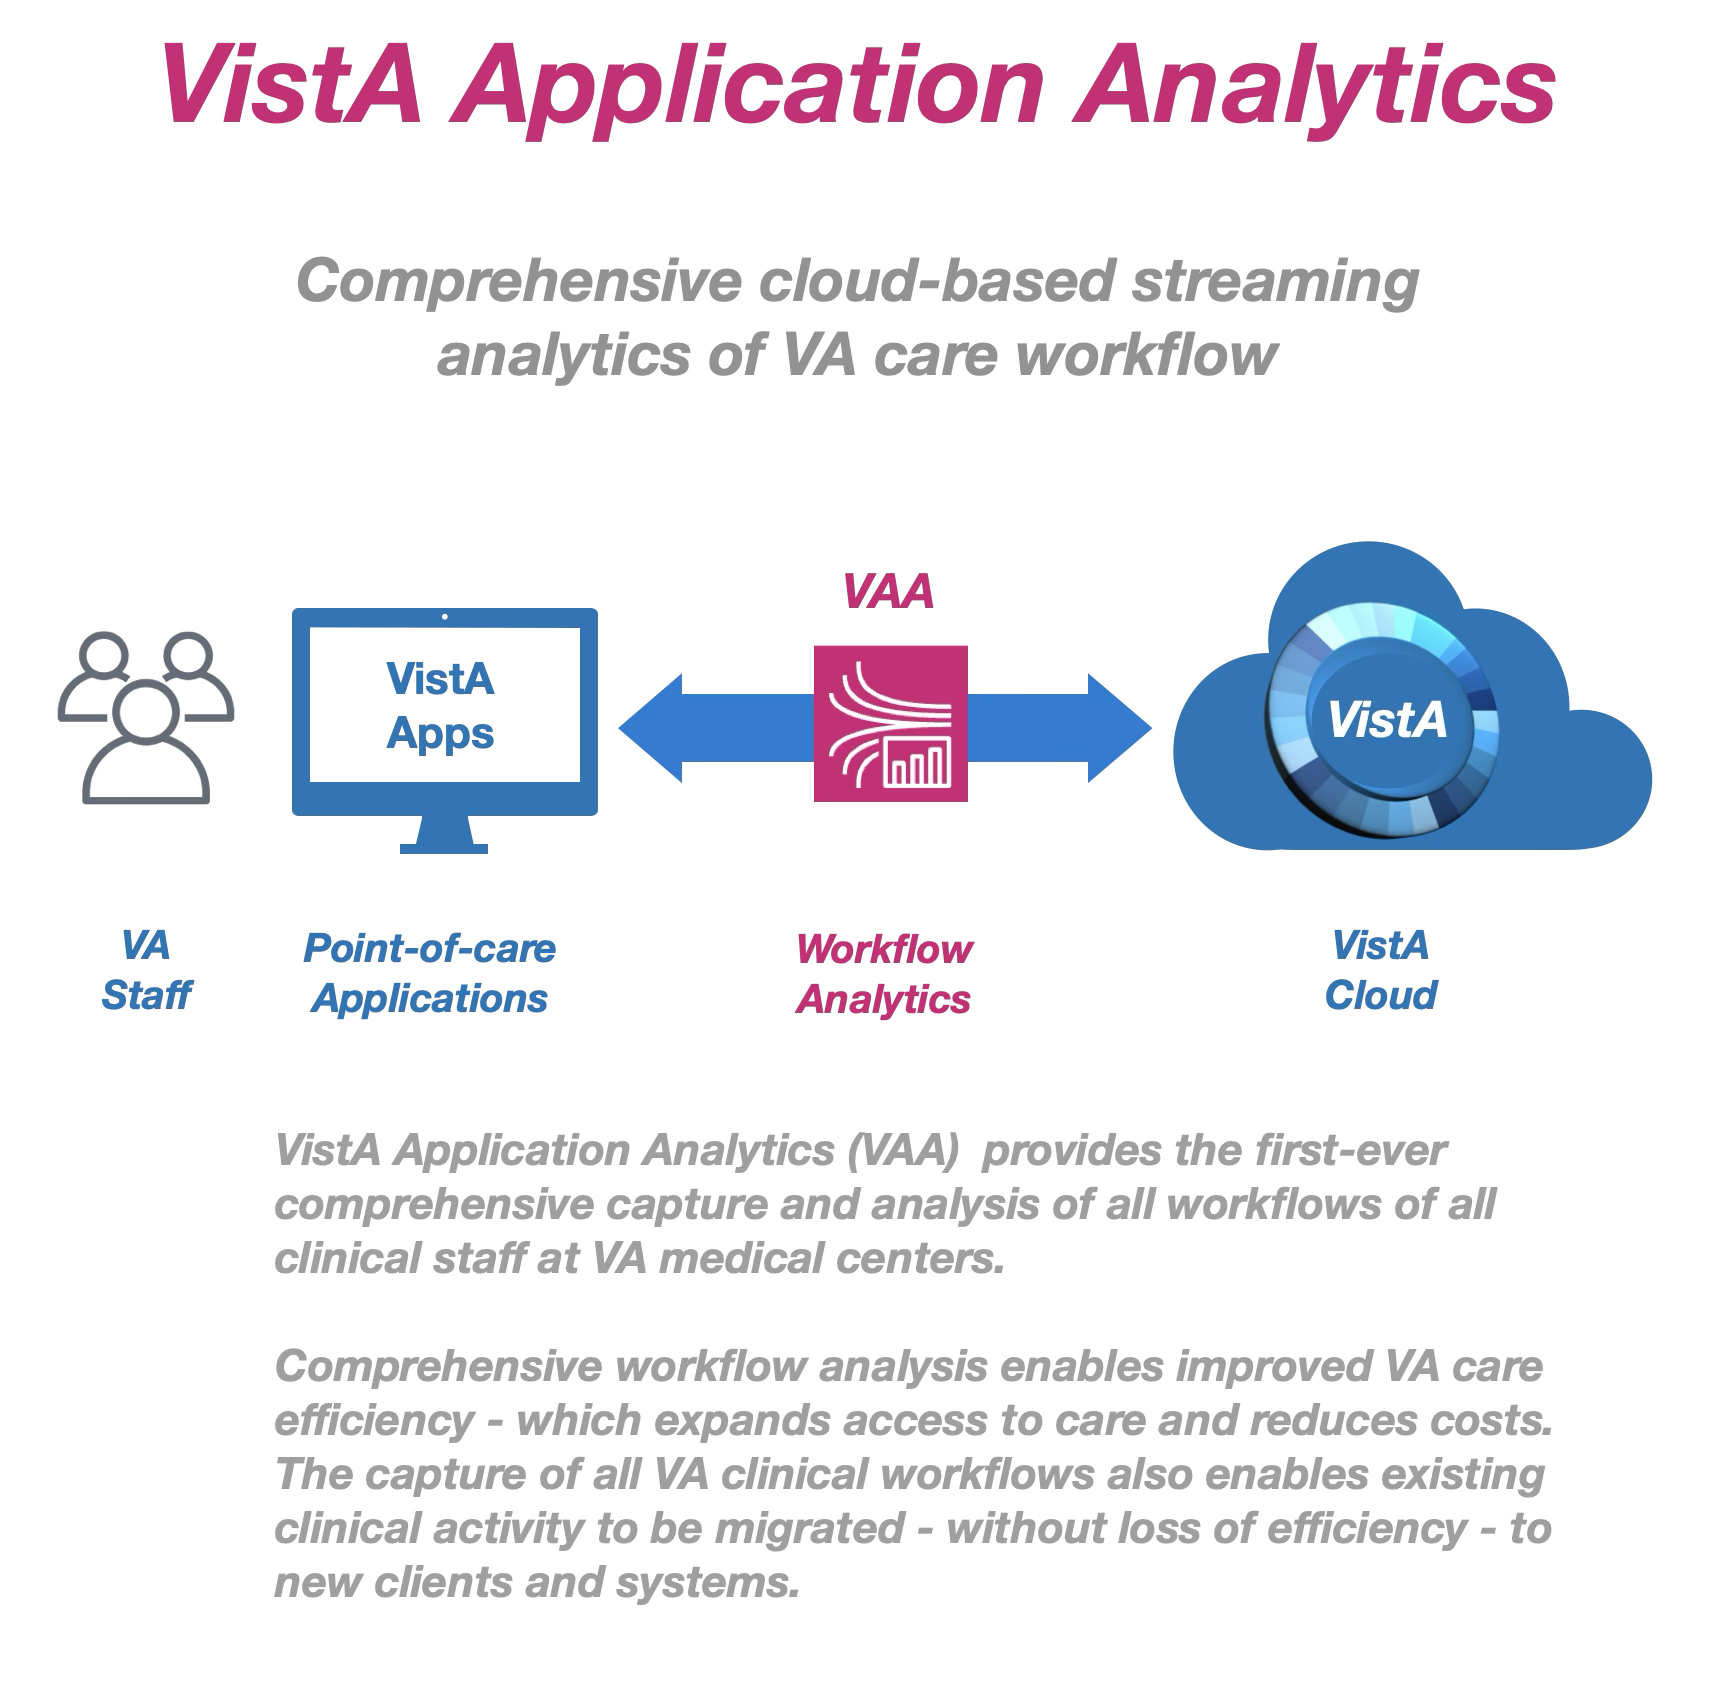 VistA Application Analytics
Comprehensive cloud-based streaming
analytics of VA care workflow
VAA
VistA
Apps
VistA
VA
Staff
Point-of-care
Applications
Workflow
Analytics
VistA
Cloud
VistA Application Analytics (VAA)  provides the first-ever
comprehensive capture and analysis of all workflows of all
clinical staff at VA medical centers.
Comprehensive workflow analysis enables improved VA care
efficiency - which expands access to care and reduces costs.
The capture of all VA clinical workflows also enables existing
clinical activity to be migrated - without loss of efficiency - to
new clients and systems.